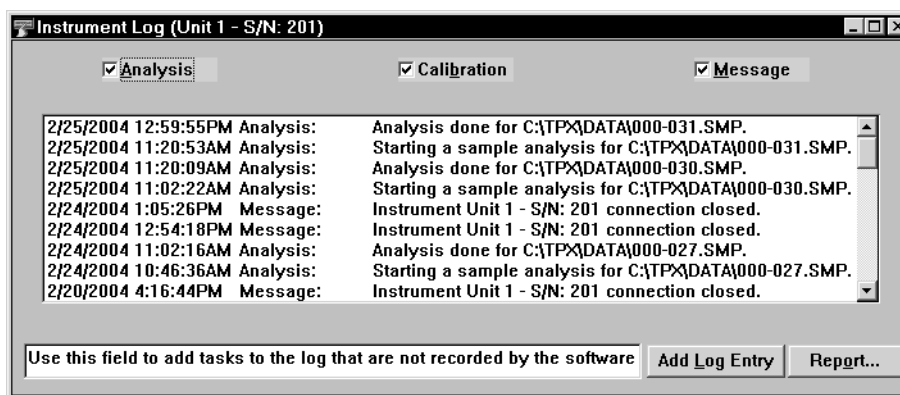 Instrument Log (Unit 1 - S/N: 201)
Analysis Calibration Message
2/25/2004 12:59:55PM Analysis: Analysis done for C:\TPX\DATA\000-031.SMP.
2/25/2004 11:20:53AM Analysis: Starting a sample analysis for C:\TPX\DATA\000-031.SMP.
2/25/2004 11:20:09AM Analysis: Analysis done for C:\TPX\DATA\000-030.SMP.
2/25/2004 11:02:22AM Analysis: Starting a sample analysis for C:\TPX\DATA\000-030.SMP.
2/24/2004 1:05:26PM Message: Instrument Unit 1 - S/N: 201 connection closed.
2/24/2004 12:54:18PM Message: Instrument Unit 1 - S/N: 201 connection closed.
2/24/2004 11:02:16AM Analysis: Analysis done for C:\TPX\DATA\000-027.SMP.
2/24/2004 10:46:36AM Analysis: Starting a sample analysis for C:\TPX\DATA\000-027.SMP.
2/20/2004 4:16:44PM Message: Instrument Unit 1 - S/N: 201 connection closed.
Use this field to add tasks to the log that are not recorded by the software Add Log Entry Report...